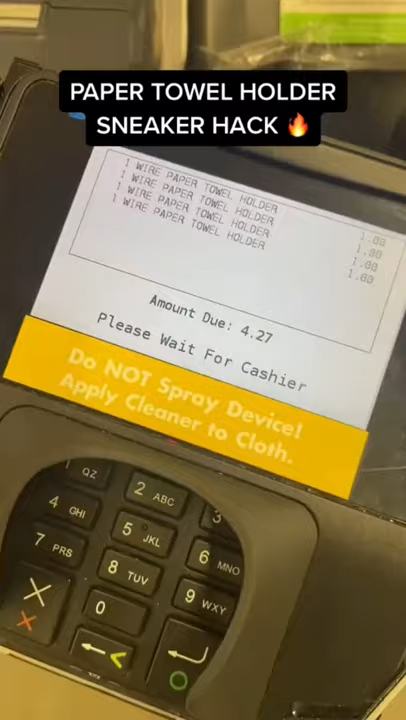 PAPER TOWEL HOLDER
SNEAKER HACK 🔥
1 WIRE PAPER TOWEL HOLDER 1.00
1 WIRE PAPER TOWEL HOLDER 1.00
1 WIRE PAPER TOWEL HOLDER 1.00
1 WIRE PAPER TOWEL HOLDER 1.00
Amount Due: 4.27
Please Wait For Cashier
Do NOT Spray Device!
Apply Cleaner to Cloth.
1 QZ
2 ABC
3
4 GHI
5 JKL
6 MNO
7 PRS
8 TUV
9 WXY
0